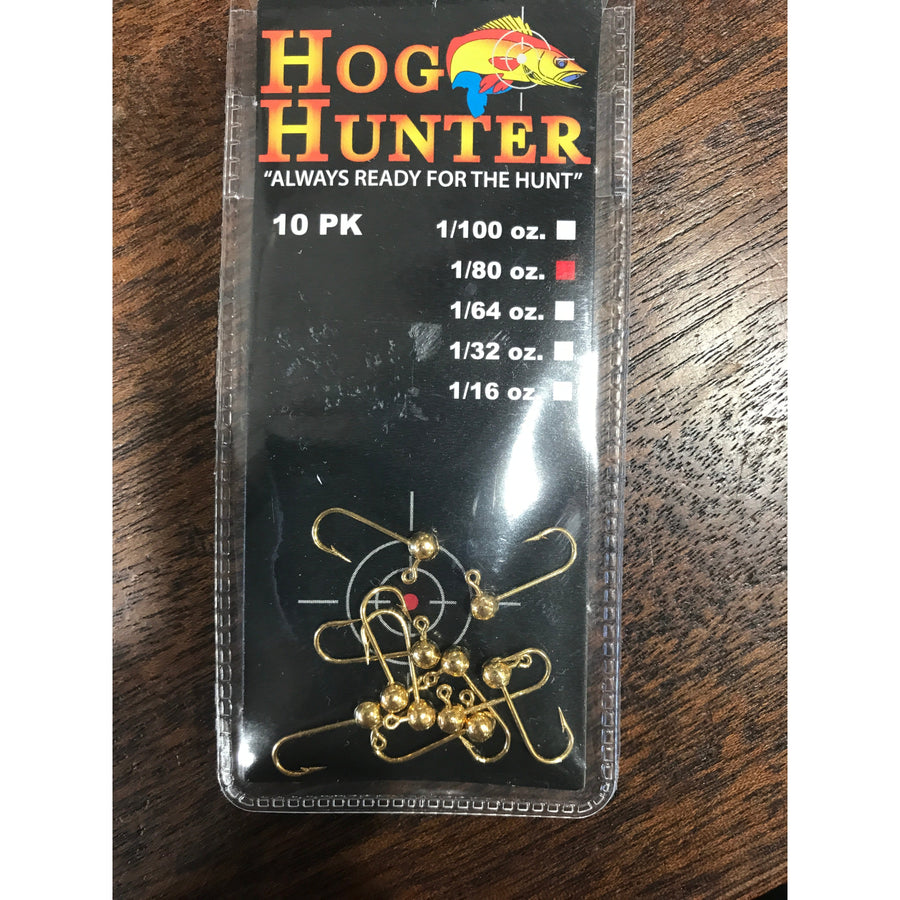 HOG
HUNTER
"ALWAYS READY FOR THE HUNT"
10 PK
1/100 oz.
1/80 oz.
1/64 oz.
1/32 oz.
1/16 oz.